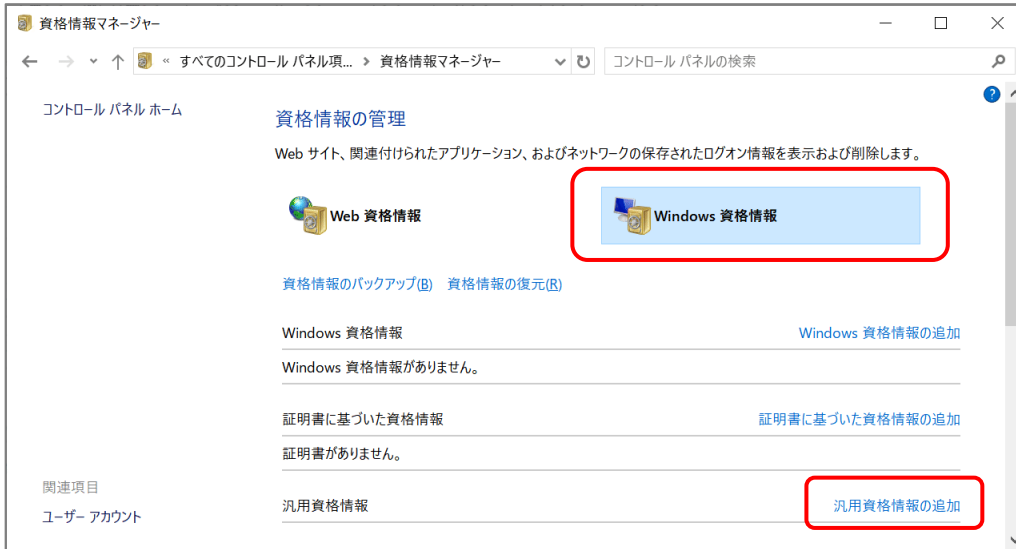 資格情報マネージャー
« すべてのコントロール パネル項... > 資格情報マネージャー
コントロール パネルの検索
コントロール パネル ホーム
資格情報の管理
Web サイト、関連付けられたアプリケーション、およびネットワークの保存されたログオン情報を表示および削除します。
Web 資格情報
Windows 資格情報
資格情報のバックアップ(B) 資格情報の復元(R)
Windows 資格情報 Windows 資格情報の追加
Windows 資格情報がありません。
証明書に基づいた資格情報 証明書に基づいた資格情報の追加
証明書がありません。
汎用資格情報 汎用資格情報の追加
関連項目
ユーザー アカウント